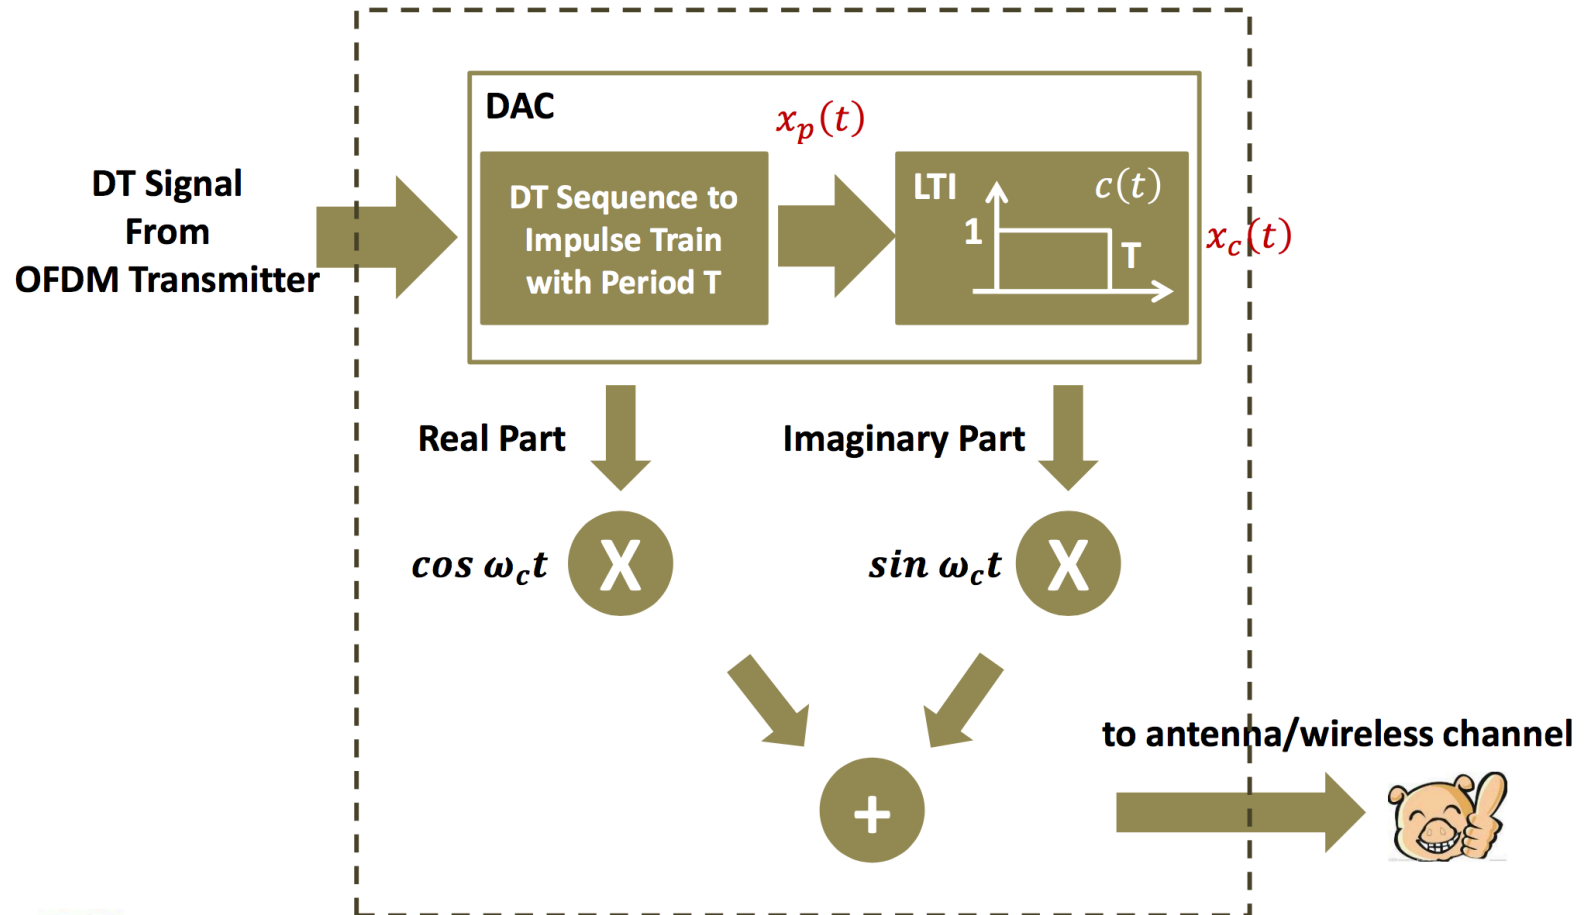 DAC
x_p(t)
DT Signal
From
OFDM Transmitter
DT Sequence to
Impulse Train
with Period T
LTI
c(t)
1
T
x_c(t)
Real Part
Imaginary Part
cos ω_c t
X
sin ω_c t
X
to antenna/wireless channel
+